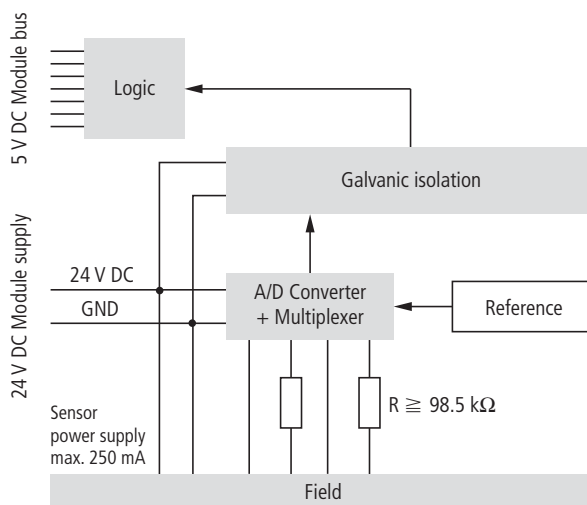 5 V DC Module bus
Logic
Galvanic isolation
24 V DC Module supply
24 V DC
GND
A/D Converter
+ Multiplexer
Reference
R ≧ 98.5 kΩ
Sensor
power supply
max. 250 mA
Field